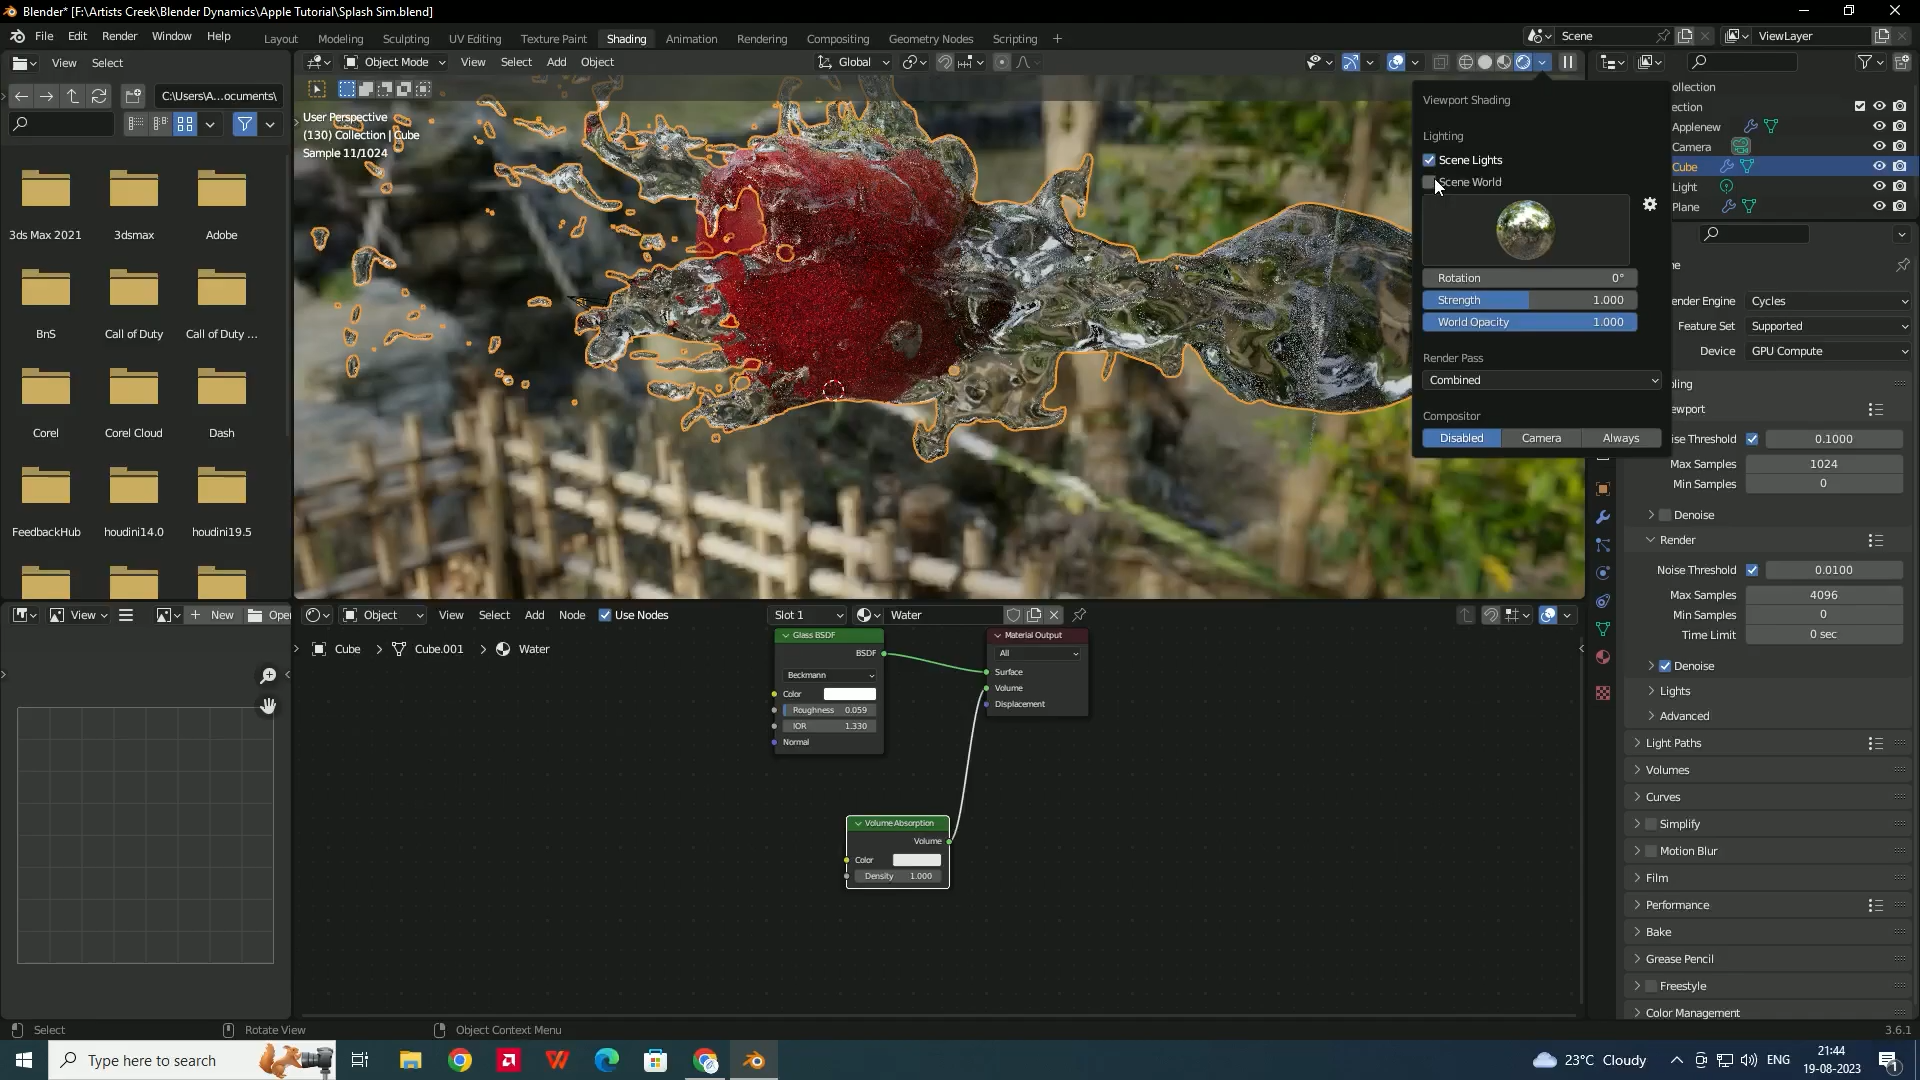 Blender* [F:\Artists Creek\Blender Dynamics\Apple Tutorial\Splash Sim.blend]
File Edit Render Window Help
Layout Modeling Sculpting UV Editing Texture Paint Shading Animation Rendering Compositing Geometry Nodes Scripting +
Scene
ViewLayer
View Select
C:\Users\A...ocuments\
3ds Max 2021 3dsmax Adobe
BnS Call of Duty Call of Duty ...
Corel Corel Cloud Dash
FeedbackHub houdini14.0 houdini19.5
Object Mode View Select Add Object Global
User Perspective
(130) Collection | Cube
Sample 11/1024
Viewport Shading
Lighting
Scene Lights
Scene World
Rotation 0°
Strength 1.000
World Opacity 1.000
Render Pass
Combined
Compositor
Disabled Camera Always
ollection
ection
Applenew
Camera
Cube
Light
Plane
ne
ender Engine Cycles
Feature Set Supported
Device GPU Compute
pling
ewport
ise Threshold 0.1000
Max Samples 1024
Min Samples 0
Denoise
Render
Noise Threshold 0.0100
Max Samples 4096
Min Samples 0
Time Limit 0 sec
Denoise
Lights
Advanced
Light Paths
Volumes
Curves
Simplify
Motion Blur
Film
Performance
Bake
Grease Pencil
Freestyle
Color Management
View + New Open
Object View Select Add Node Use Nodes Slot 1 Water
Cube > Cube.001 > Water
Glass BSDF
BSDF
Beckmann
Color
Roughness 0.059
IOR 1.330
Normal
Material Output
All
Surface
Volume
Displacement
Volume Absorption
Volume
Color
Density 1.000
Select Rotate View Object Context Menu
3.6.1
Type here to search
23°C Cloudy
ENG
21:44
19-08-2023
1